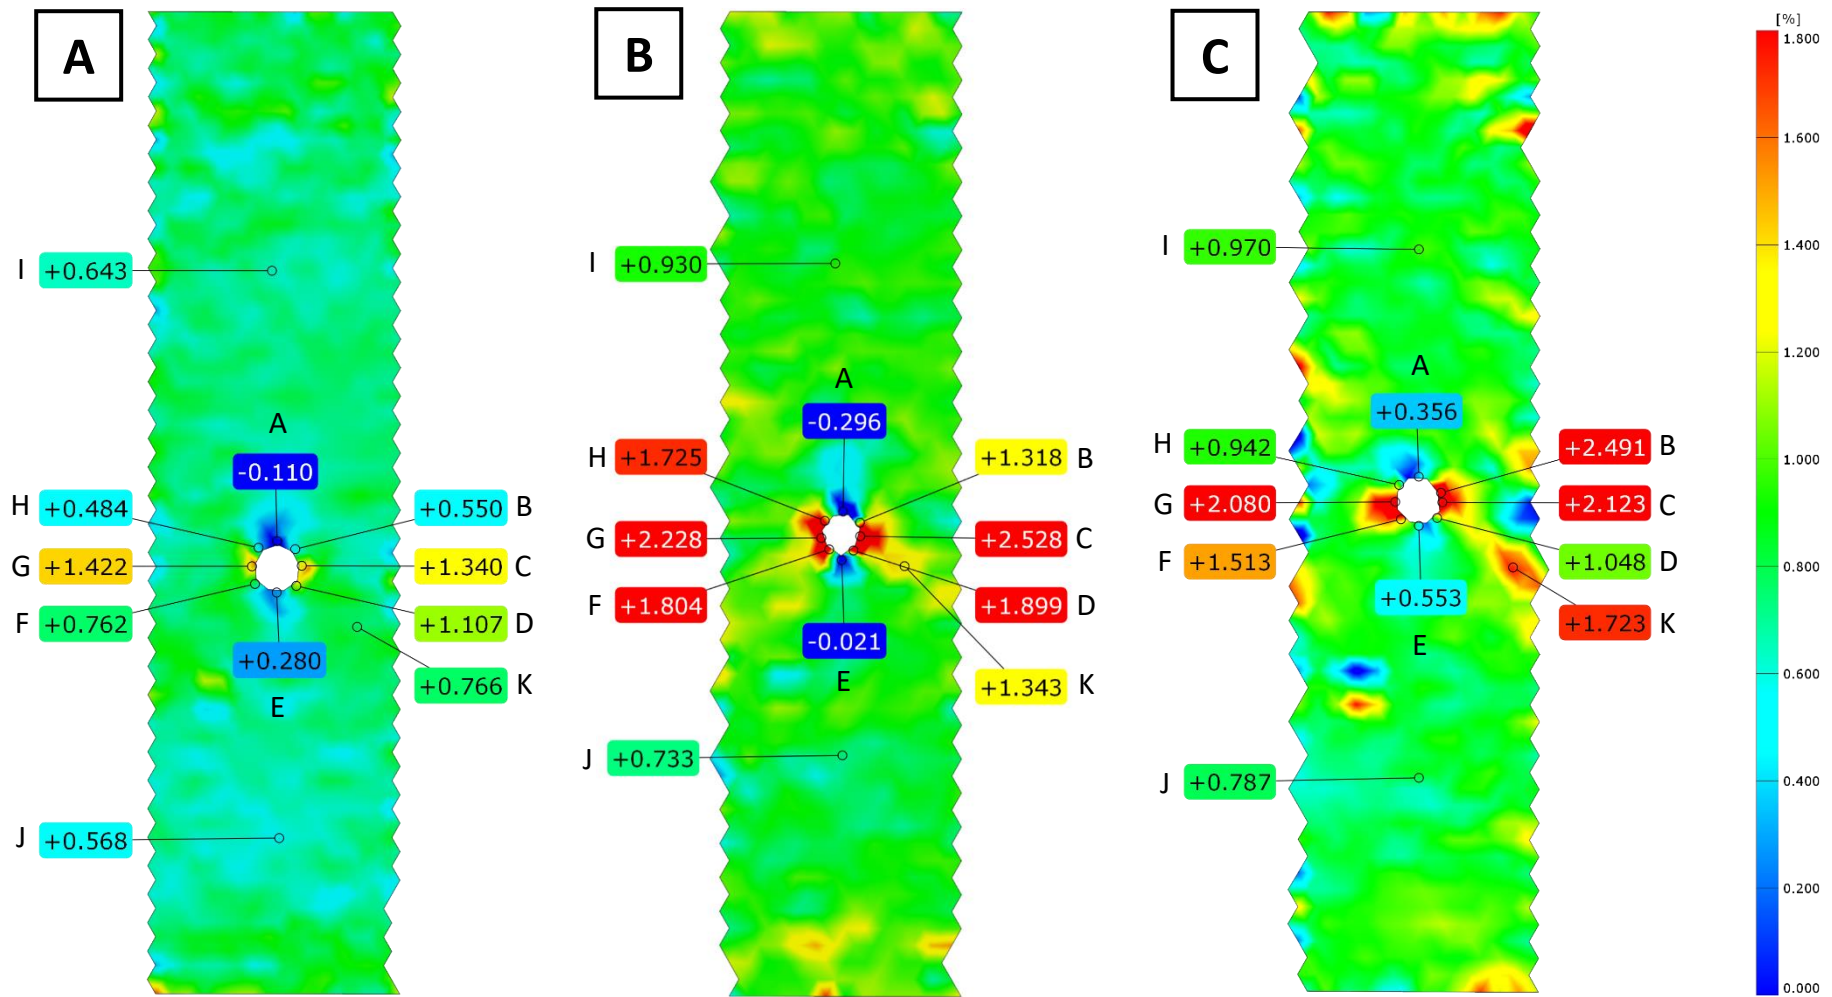 A
I +0.643
A
-0.110
H +0.484
+0.550 B
G +1.422
+1.340 C
F +0.762
+1.107 D
+0.280
E
+0.766 K
J +0.568
B
I +0.930
A
-0.296
H +1.725
+1.318 B
G +2.228
+2.528 C
F +1.804
+1.899 D
-0.021
E
+1.343 K
J +0.733
C
I +0.970
A
+0.356
H +0.942
+2.491 B
G +2.080
+2.123 C
F +1.513
+1.048 D
+0.553
E
+1.723 K
J +0.787
[%]
1.800
1.600
1.400
1.200
1.000
0.800
0.600
0.400
0.200
0.000